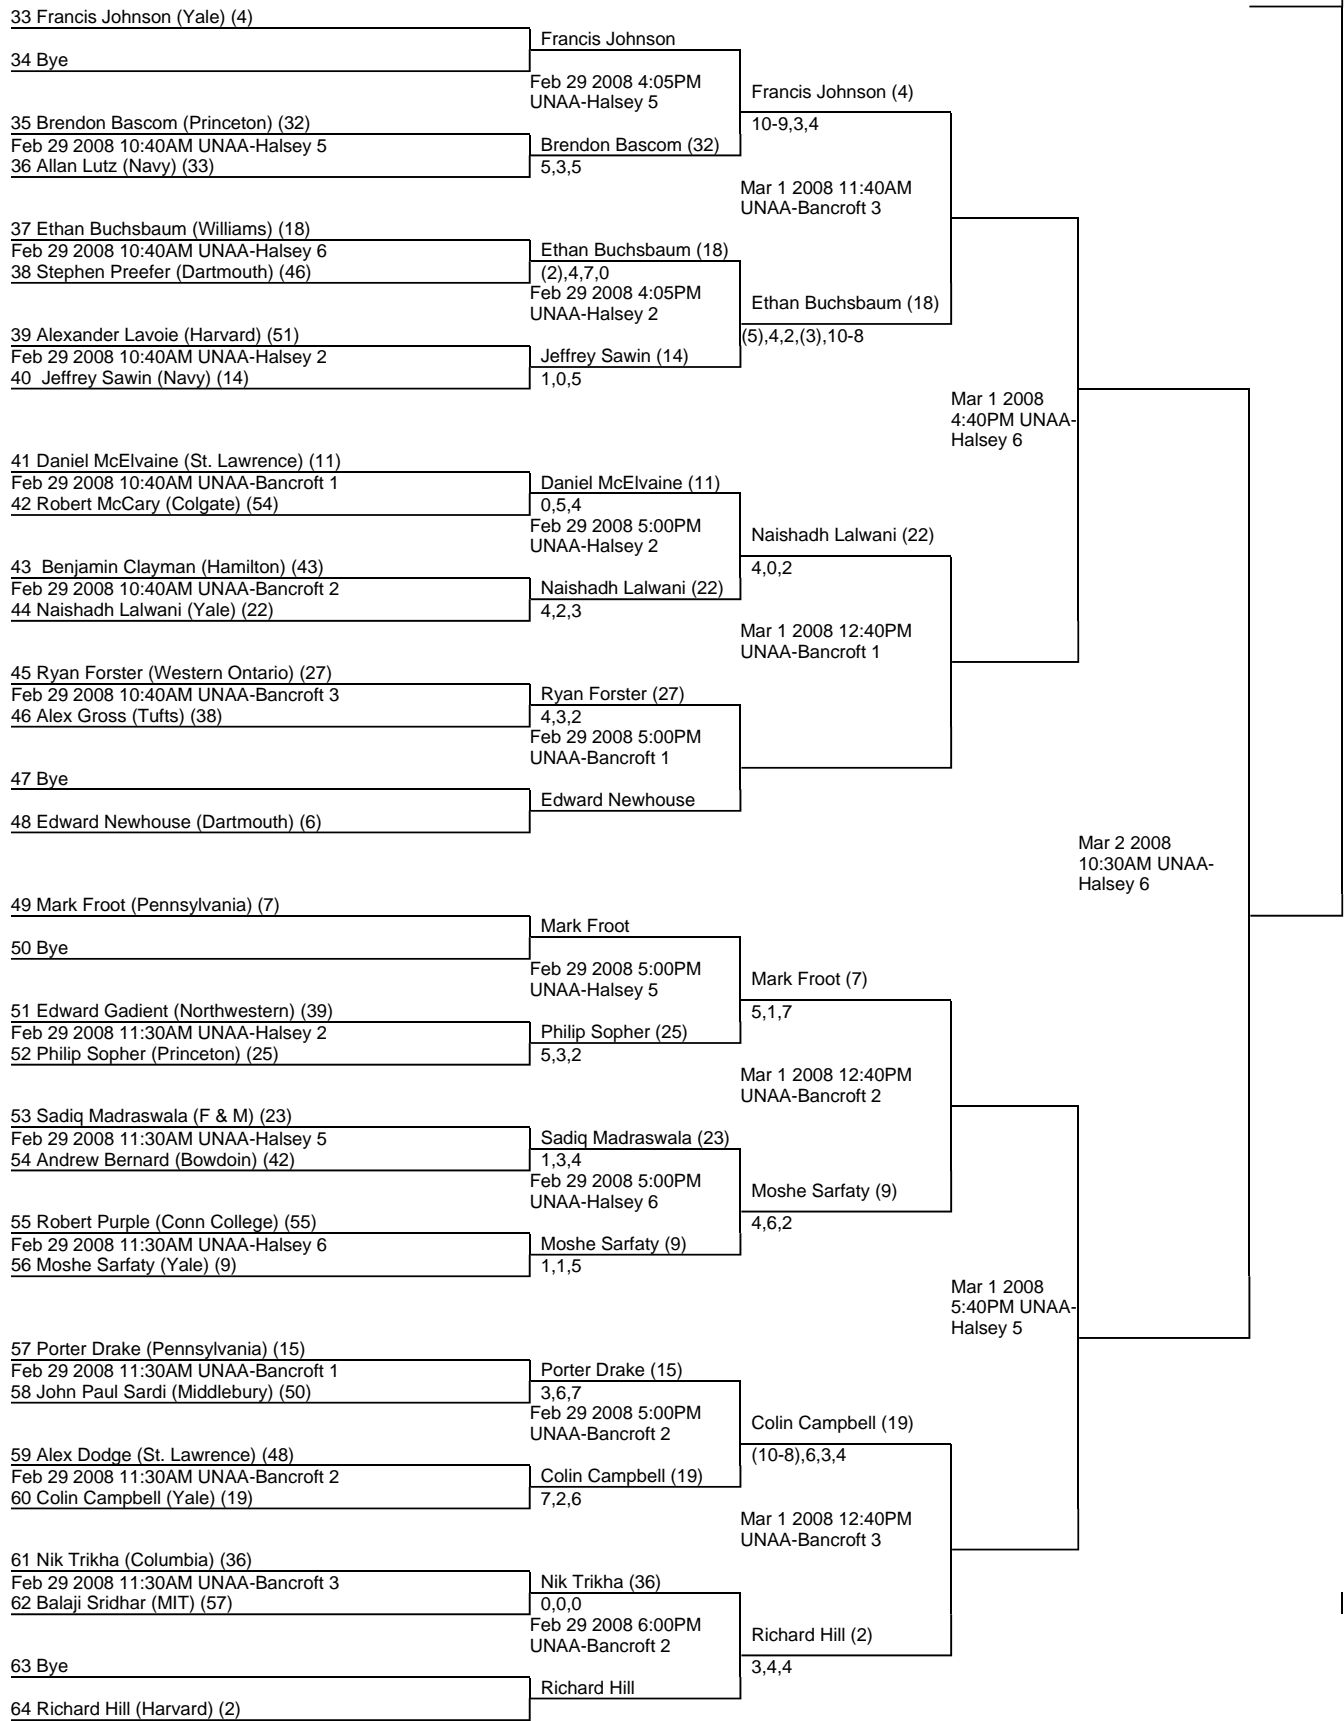 33 Francis Johnson (Yale) (4)
Francis Johnson
34 Bye
Feb 29 2008 4:05PM
UNAA-Halsey 5
Francis Johnson (4)
10-9,3,4
35 Brendon Bascom (Princeton) (32)
Feb 29 2008 10:40AM UNAA-Halsey 5
36 Allan Lutz (Navy) (33)
Brendon Bascom (32)
5,3,5
Mar 1 2008 11:40AM
UNAA-Bancroft 3
37 Ethan Buchsbaum (Williams) (18)
Feb 29 2008 10:40AM UNAA-Halsey 6
38 Stephen Preefer (Dartmouth) (46)
Ethan Buchsbaum (18)
(2),4,7,0
Feb 29 2008 4:05PM
UNAA-Halsey 2
Ethan Buchsbaum (18)
(5),4,2,(3),10-8
39 Alexander Lavoie (Harvard) (51)
Feb 29 2008 10:40AM UNAA-Halsey 2
40 Jeffrey Sawin (Navy) (14)
Jeffrey Sawin (14)
1,0,5
Mar 1 2008
4:40PM UNAA-
Halsey 6
41 Daniel McElvaine (St. Lawrence) (11)
Feb 29 2008 10:40AM UNAA-Bancroft 1
42 Robert McCary (Colgate) (54)
Daniel McElvaine (11)
0,5,4
Feb 29 2008 5:00PM
UNAA-Halsey 2
Naishadh Lalwani (22)
4,0,2
43 Benjamin Clayman (Hamilton) (43)
Feb 29 2008 10:40AM UNAA-Bancroft 2
44 Naishadh Lalwani (Yale) (22)
Naishadh Lalwani (22)
4,2,3
Mar 1 2008 12:40PM
UNAA-Bancroft 1
45 Ryan Forster (Western Ontario) (27)
Feb 29 2008 10:40AM UNAA-Bancroft 3
46 Alex Gross (Tufts) (38)
Ryan Forster (27)
4,3,2
Feb 29 2008 5:00PM
UNAA-Bancroft 1
47 Bye
Edward Newhouse
48 Edward Newhouse (Dartmouth) (6)
Mar 2 2008
10:30AM UNAA-
Halsey 6
49 Mark Froot (Pennsylvania) (7)
Mark Froot
50 Bye
Feb 29 2008 5:00PM
UNAA-Halsey 5
Mark Froot (7)
5,1,7
51 Edward Gadient (Northwestern) (39)
Feb 29 2008 11:30AM UNAA-Halsey 2
52 Philip Sopher (Princeton) (25)
Philip Sopher (25)
5,3,2
Mar 1 2008 12:40PM
UNAA-Bancroft 2
53 Sadiq Madraswala (F & M) (23)
Feb 29 2008 11:30AM UNAA-Halsey 5
54 Andrew Bernard (Bowdoin) (42)
Sadiq Madraswala (23)
1,3,4
Feb 29 2008 5:00PM
UNAA-Halsey 6
Moshe Sarfaty (9)
4,6,2
55 Robert Purple (Conn College) (55)
Feb 29 2008 11:30AM UNAA-Halsey 6
56 Moshe Sarfaty (Yale) (9)
Moshe Sarfaty (9)
1,1,5
Mar 1 2008
5:40PM UNAA-
Halsey 5
57 Porter Drake (Pennsylvania) (15)
Feb 29 2008 11:30AM UNAA-Bancroft 1
58 John Paul Sardi (Middlebury) (50)
Porter Drake (15)
3,6,7
Feb 29 2008 5:00PM
UNAA-Bancroft 2
Colin Campbell (19)
(10-8),6,3,4
59 Alex Dodge (St. Lawrence) (48)
Feb 29 2008 11:30AM UNAA-Bancroft 2
60 Colin Campbell (Yale) (19)
Colin Campbell (19)
7,2,6
Mar 1 2008 12:40PM
UNAA-Bancroft 3
61 Nik Trikha (Columbia) (36)
Feb 29 2008 11:30AM UNAA-Bancroft 3
62 Balaji Sridhar (MIT) (57)
Nik Trikha (36)
0,0,0
Feb 29 2008 6:00PM
UNAA-Bancroft 2
Richard Hill (2)
3,4,4
63 Bye
Richard Hill
64 Richard Hill (Harvard) (2)